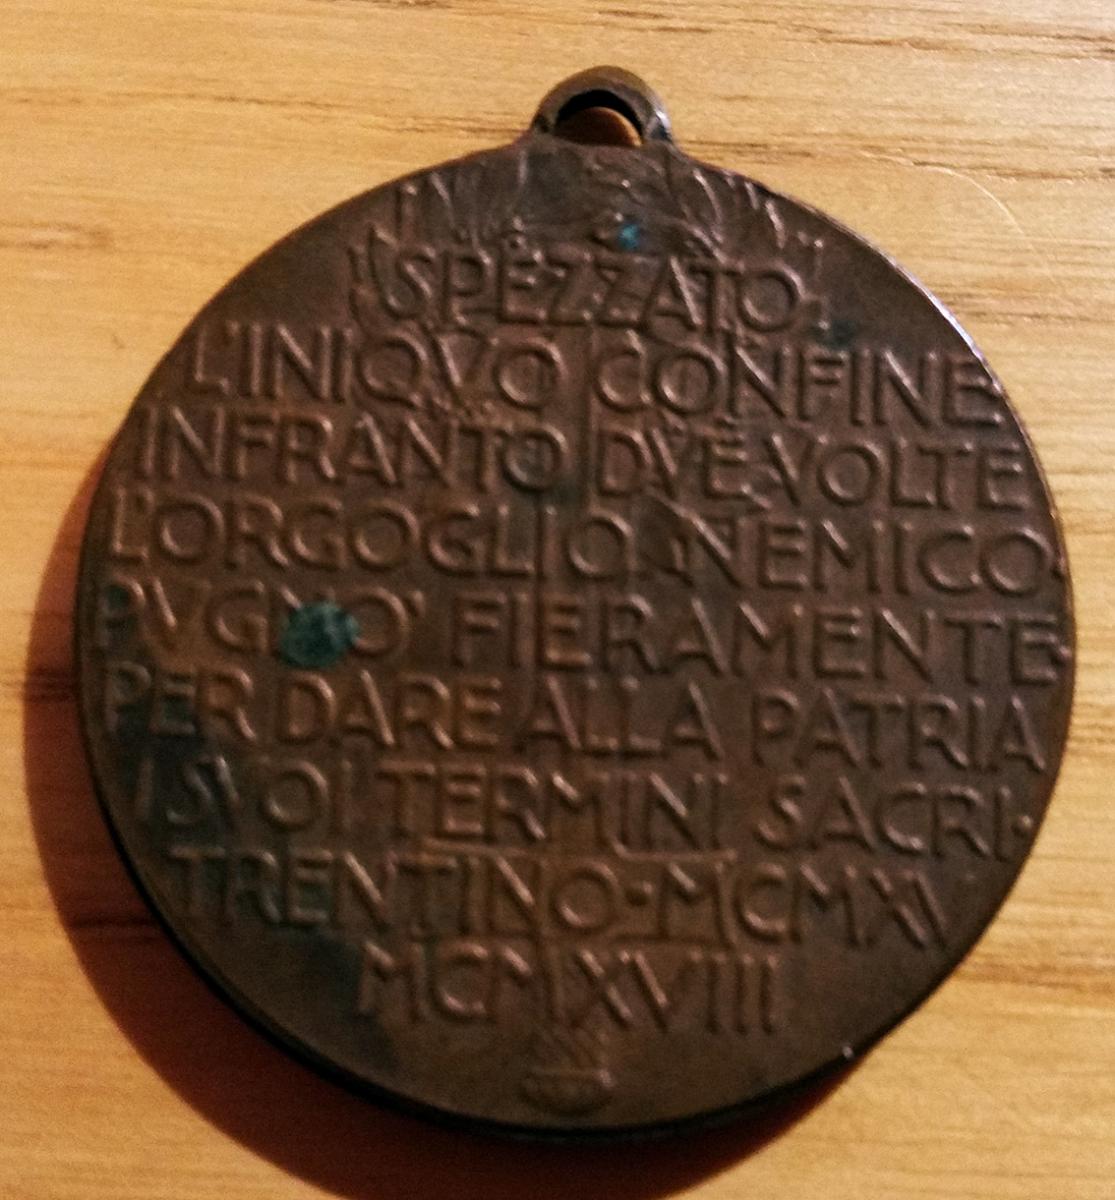 SPEZZATO
L'INIQVO CONFINE
INFRANTO DVE VOLTE
L'ORGOGLIO NEMICO·
PVGNO' FIERAMENTE
PER DARE ALLA PATRIA
I SVOI TERMINI SACRI·
TRENTINO·MCMXV
MCMXVIII